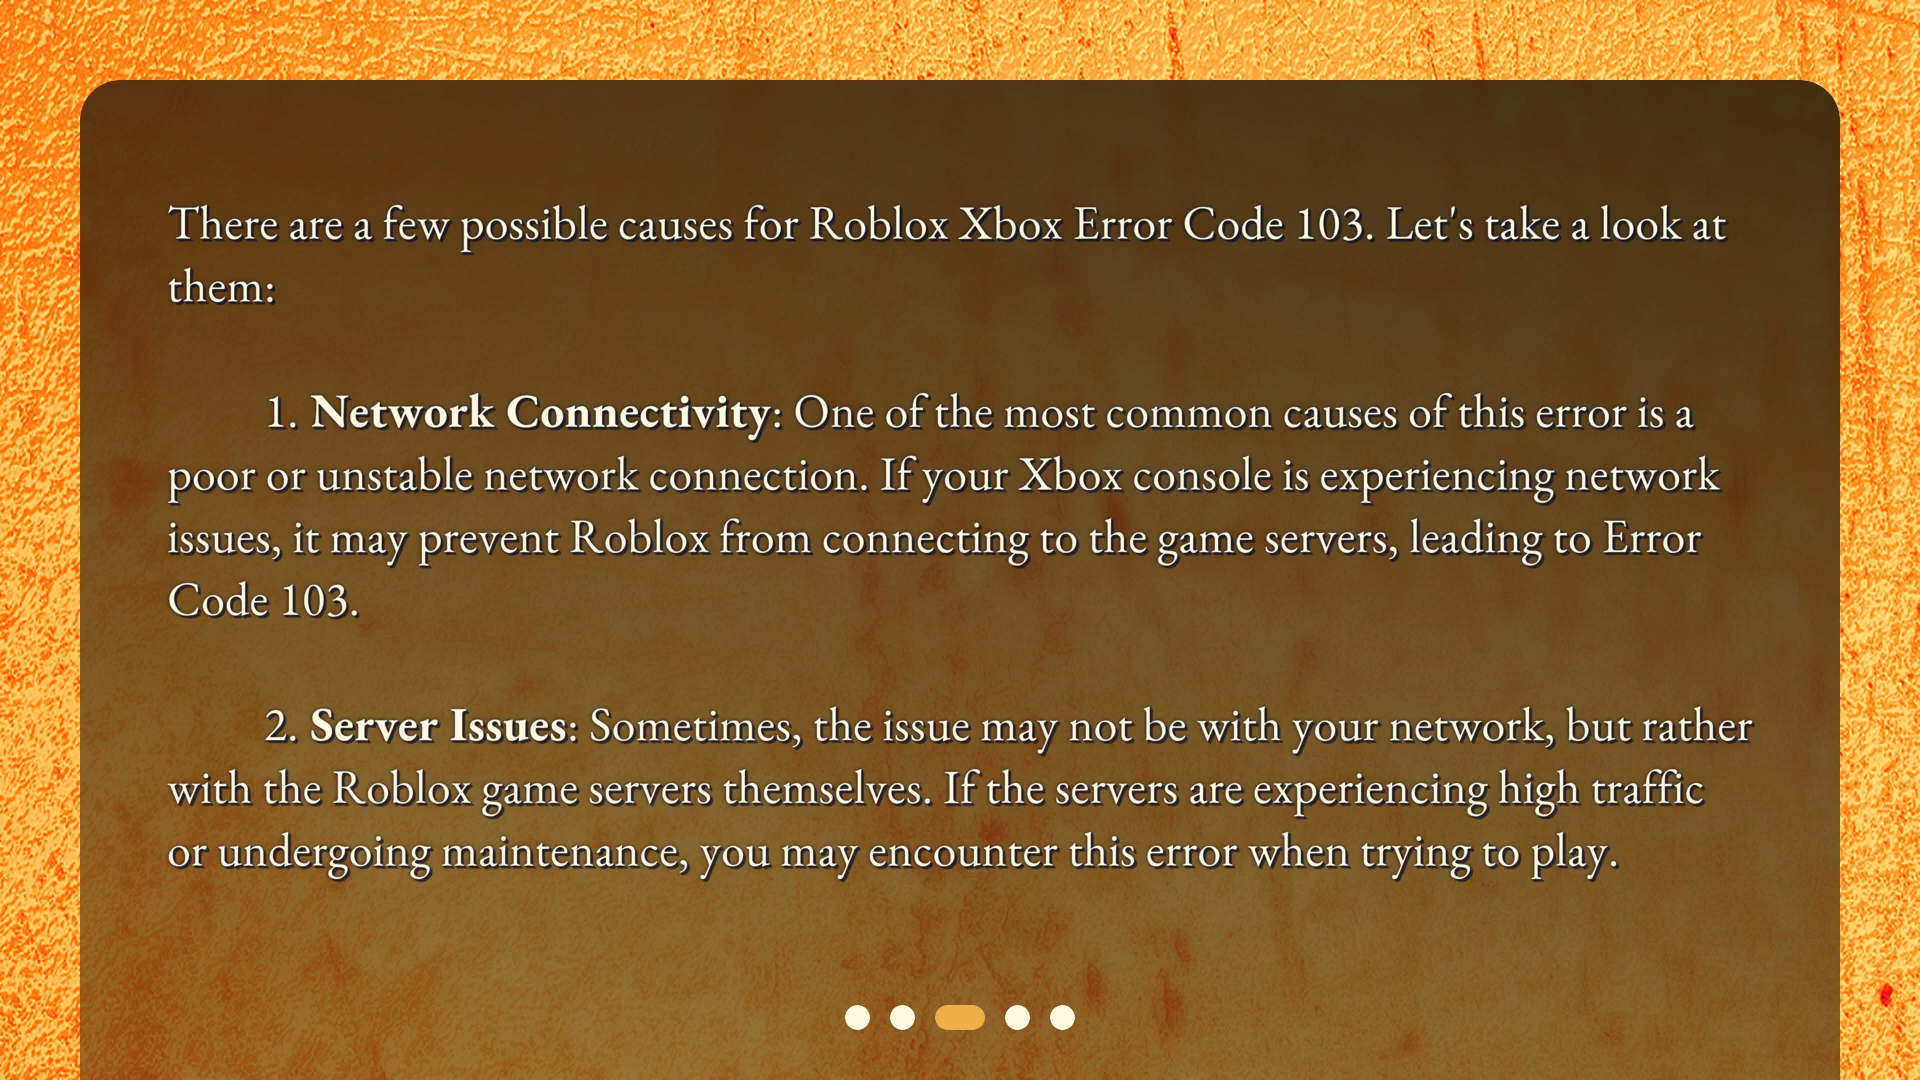 There are a few possible causes for Roblox Xbox Error Code 103. Let's take a look at
them:
1. Network Connectivity: One of the most common causes of this error is a
poor or unstable network connection. If your Xbox console is experiencing network
issues, it may prevent Roblox from connecting to the game servers, leading to Error
Code 103.
2. Server Issues: Sometimes, the issue may not be with your network, but rather
with the Roblox game servers themselves. If the servers are experiencing high traffic
or undergoing maintenance, you may encounter this error when trying to play.